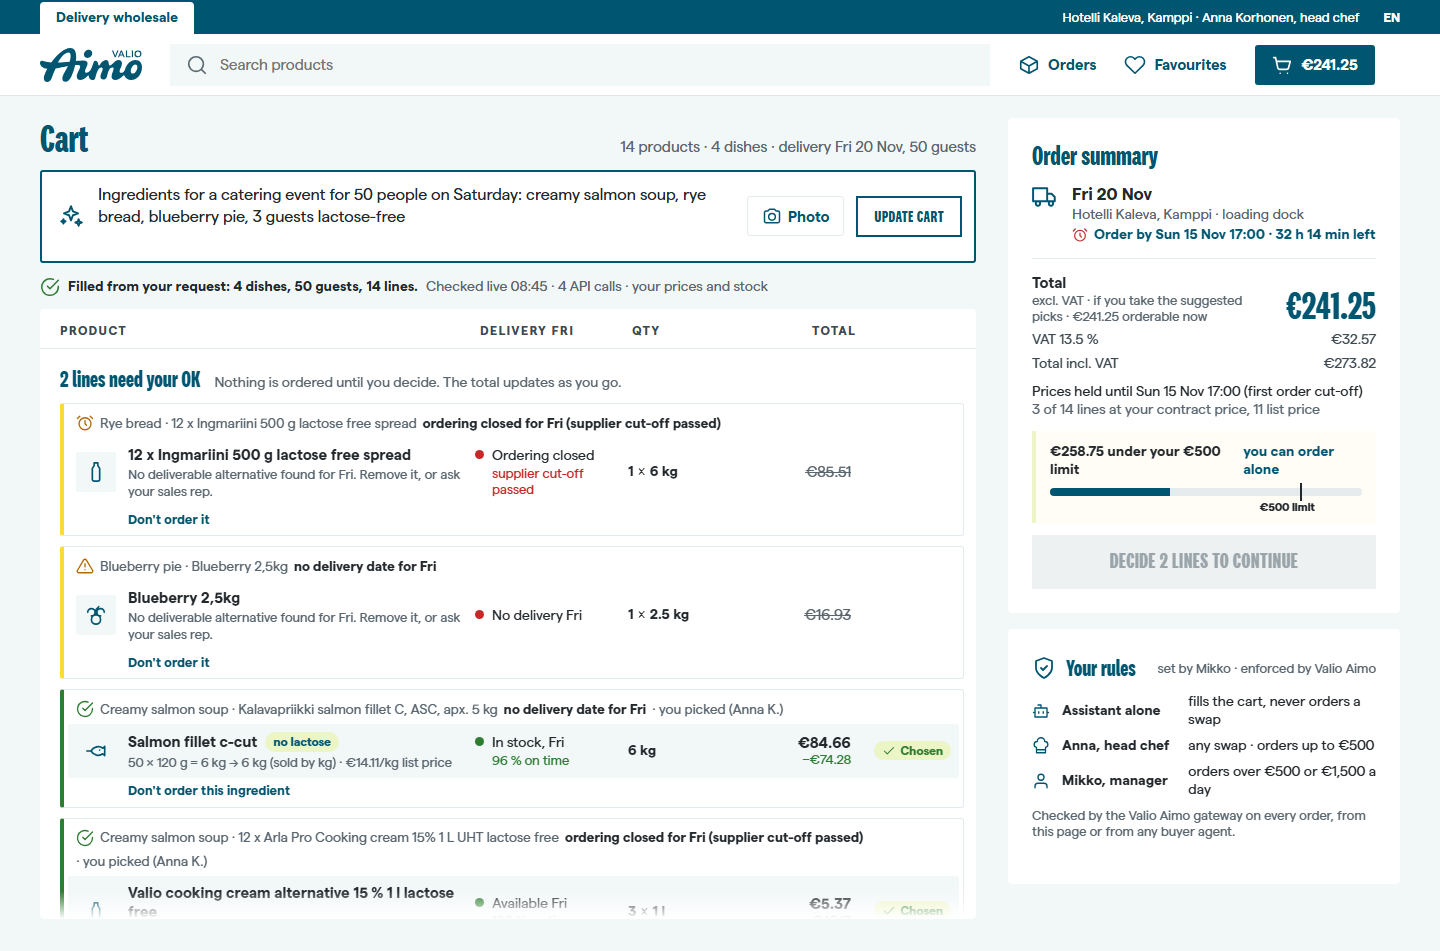 Delivery wholesale
Hotelli Kaleva, Kamppi · Anna Korhonen, head chef
EN
VALIO
Aimo
Search products
Orders
Favourites
€241.25
Cart
14 products · 4 dishes · delivery Fri 20 Nov, 50 guests
Ingredients for a catering event for 50 people on Saturday: creamy salmon soup, rye
bread, blueberry pie, 3 guests lactose-free
Photo
UPDATE CART
Filled from your request: 4 dishes, 50 guests, 14 lines. Checked live 08:45 · 4 API calls · your prices and stock
PRODUCT
DELIVERY FRI
QTY
TOTAL
2 lines need your OK
Nothing is ordered until you decide. The total updates as you go.
Rye bread · 12 x Ingmariini 500 g lactose free spread ordering closed for Fri (supplier cut-off passed)
12 x Ingmariini 500 g lactose free spread
No deliverable alternative found for Fri. Remove it, or ask
your sales rep.
Don't order it
Ordering closed
supplier cut-off
passed
1 × 6 kg
€85.51
Blueberry pie · Blueberry 2,5kg no delivery date for Fri
Blueberry 2,5kg
No deliverable alternative found for Fri. Remove it, or ask
your sales rep.
Don't order it
No delivery Fri
1 × 2.5 kg
€16.93
Creamy salmon soup · Kalavapriikki salmon fillet C, ASC, apx. 5 kg no delivery date for Fri · you picked (Anna K.)
Salmon fillet c-cut
no lactose
50 × 120 g = 6 kg → 6 kg (sold by kg) · €14.11/kg list price
Don't order this ingredient
In stock, Fri
96 % on time
6 kg
€84.66
−€74.28
Chosen
Creamy salmon soup · 12 x Arla Pro Cooking cream 15% 1 L UHT lactose free ordering closed for Fri (supplier cut-off passed)
· you picked (Anna K.)
Valio cooking cream alternative 15 % 1 l lactose
free
Available Fri
3 × 1 l
€5.37
Chosen
Order summary
Fri 20 Nov
Hotelli Kaleva, Kamppi · loading dock
Order by Sun 15 Nov 17:00 · 32 h 14 min left
Total
excl. VAT · if you take the suggested
picks · €241.25 orderable now
€241.25
VAT 13.5 %
€32.57
Total incl. VAT
€273.82
Prices held until Sun 15 Nov 17:00 (first order cut-off)
3 of 14 lines at your contract price, 11 list price
€258.75 under your €500
limit
you can order
alone
€500 limit
DECIDE 2 LINES TO CONTINUE
Your rules
set by Mikko · enforced by Valio Aimo
Assistant alone
fills the cart, never orders a
swap
Anna, head chef
any swap · orders up to €500
Mikko, manager
orders over €500 or €1,500 a
day
Checked by the Valio Aimo gateway on every order, from
this page or from any buyer agent.